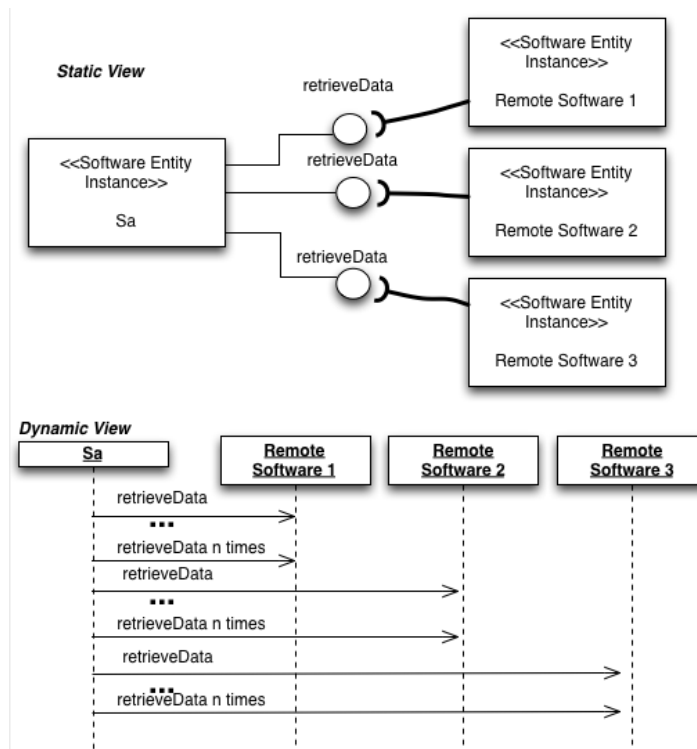 Static View
<<Software Entity
Instance>>
Sa
retrieveData
retrieveData
retrieveData
<<Software Entity
Instance>>
Remote Software 1
<<Software Entity
Instance>>
Remote Software 2
<<Software Entity
Instance>>
Remote Software 3
Dynamic View
Sa
Remote
Software 1
Remote
Software 2
Remote
Software 3
retrieveData
...
retrieveData n times
retrieveData
...
retrieveData n times
retrieveData
...
retrieveData n times